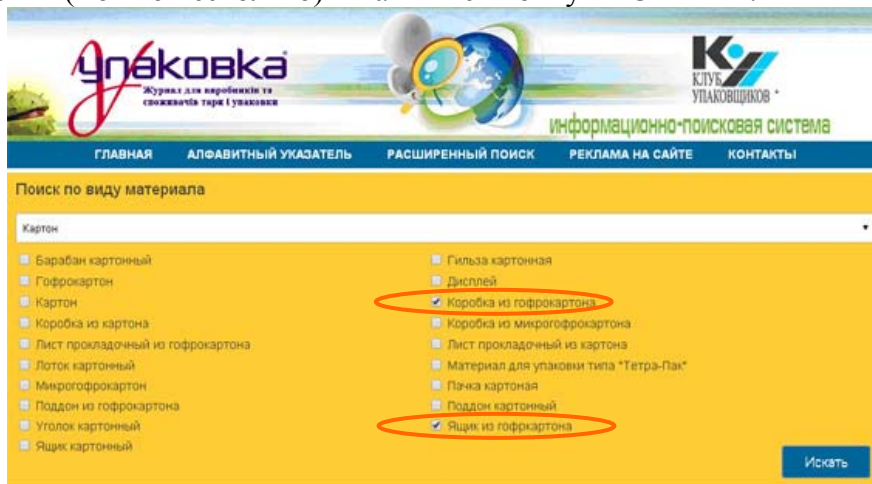 упаковка
Журнал для виробників та
споживачів тари і упаковки
КЛУБ
УПАКОВЩИКОВ
информационно-поисковая система
ГЛАВНАЯ АЛФАВИТНЫЙ УКАЗАТЕЛЬ РАСШИРЕННЫЙ ПОИСК РЕКЛАМА НА САЙТЕ КОНТАКТЫ
Поиск по виду материала
Картон
Барабан картонный
Гофрокартон
Картон
Коробка из картона
Лист прокладочный из гофрокартона
Лоток картонный
Микрогофрокартон
Поддон из гофрокартона
Уголок картонный
Ящик картонный
Гильза картонная
Дисплей
Коробка из гофрокартона
Коробка из микрогофрокартона
Лист прокладочный из картона
Материал для упаковки типа "Тетра-Пак"
Пачка картоная
Поддон картонный
Ящик из гофркартона
Искать